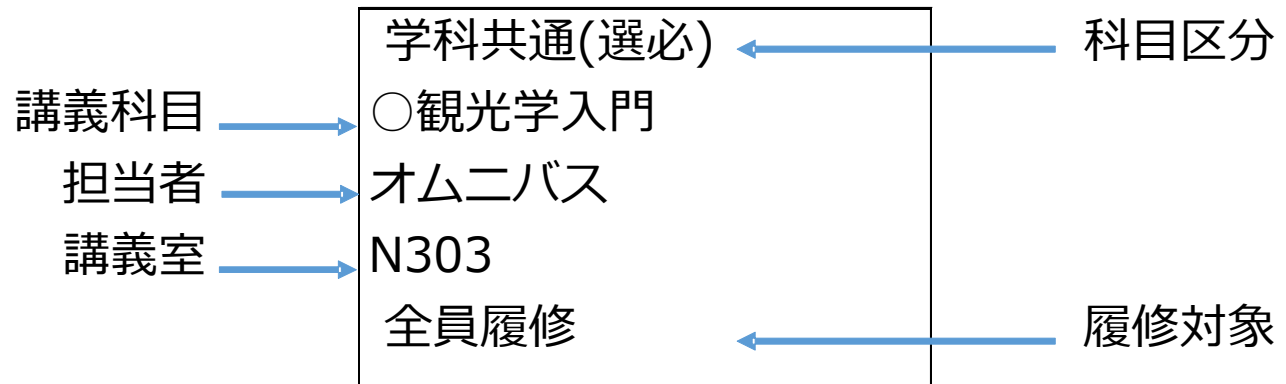 学科共通(選必) 科目区分
講義科目 ○観光学入門
担当者 オムニバス
講義室 N303
全員履修 履修対象